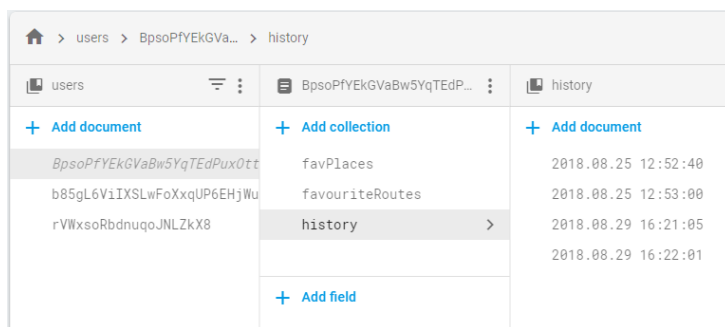 > users > BpsoPfYEkGVa… > history
users
BpsoPfYEkGVaBw5YqTEdP…
history
+ Add document
+ Add collection
+ Add document
BpsoPfYEkGVaBw5YqTEdPuxOtt
favPlaces
2018.08.25 12:52:40
b85gL6ViIXSLwFoXxqUP6EHjWu
favouriteRoutes
2018.08.25 12:53:00
rVWxsoRbdnuqoJNLZkX8
history >
2018.08.29 16:21:05
2018.08.29 16:22:01
+ Add field